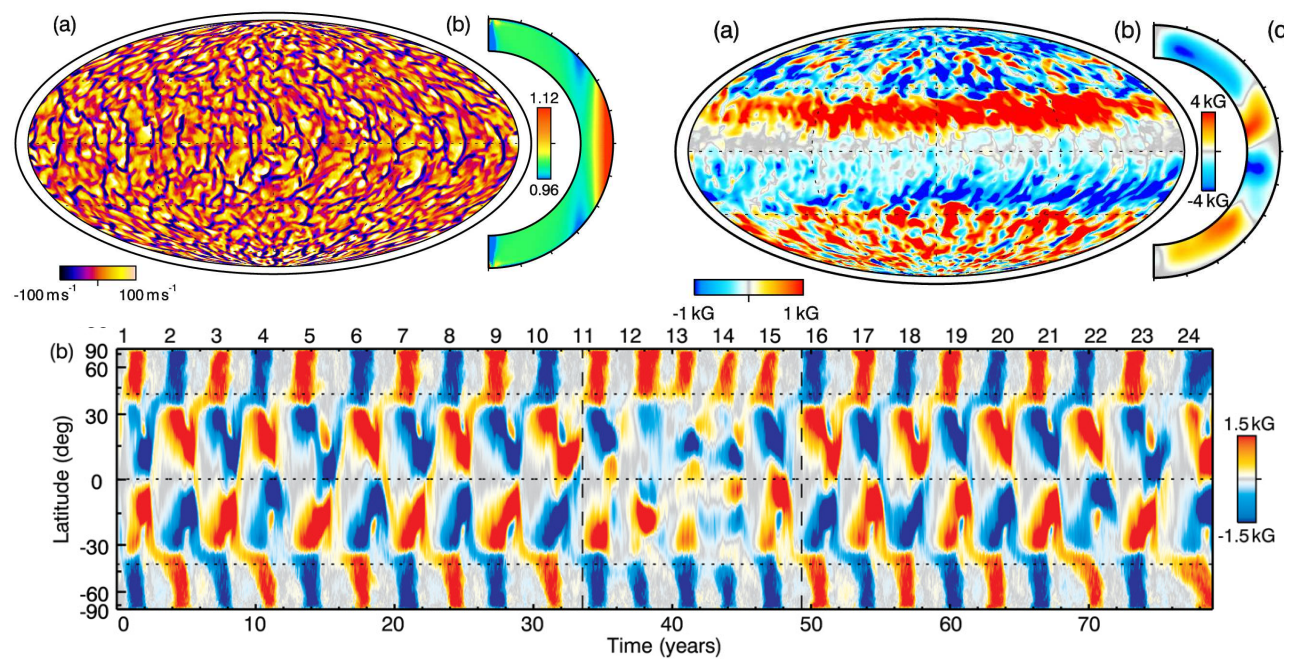 (a)
(b)
1.12
0.96
-100 m s⁻¹
100 m s⁻¹
(a)
(b)
(c
4 kG
-4 kG
-1 kG
1 kG
1 2 3 4 5 6 7 8 9 10 11 12 13 14 15 16 17 18 19 20 21 22 23 24
(b)
90
60
30
0
-30
-60
-90
Latitude (deg)
1.5 kG
-1.5 kG
0 10 20 30 40 50 60 70
Time (years)